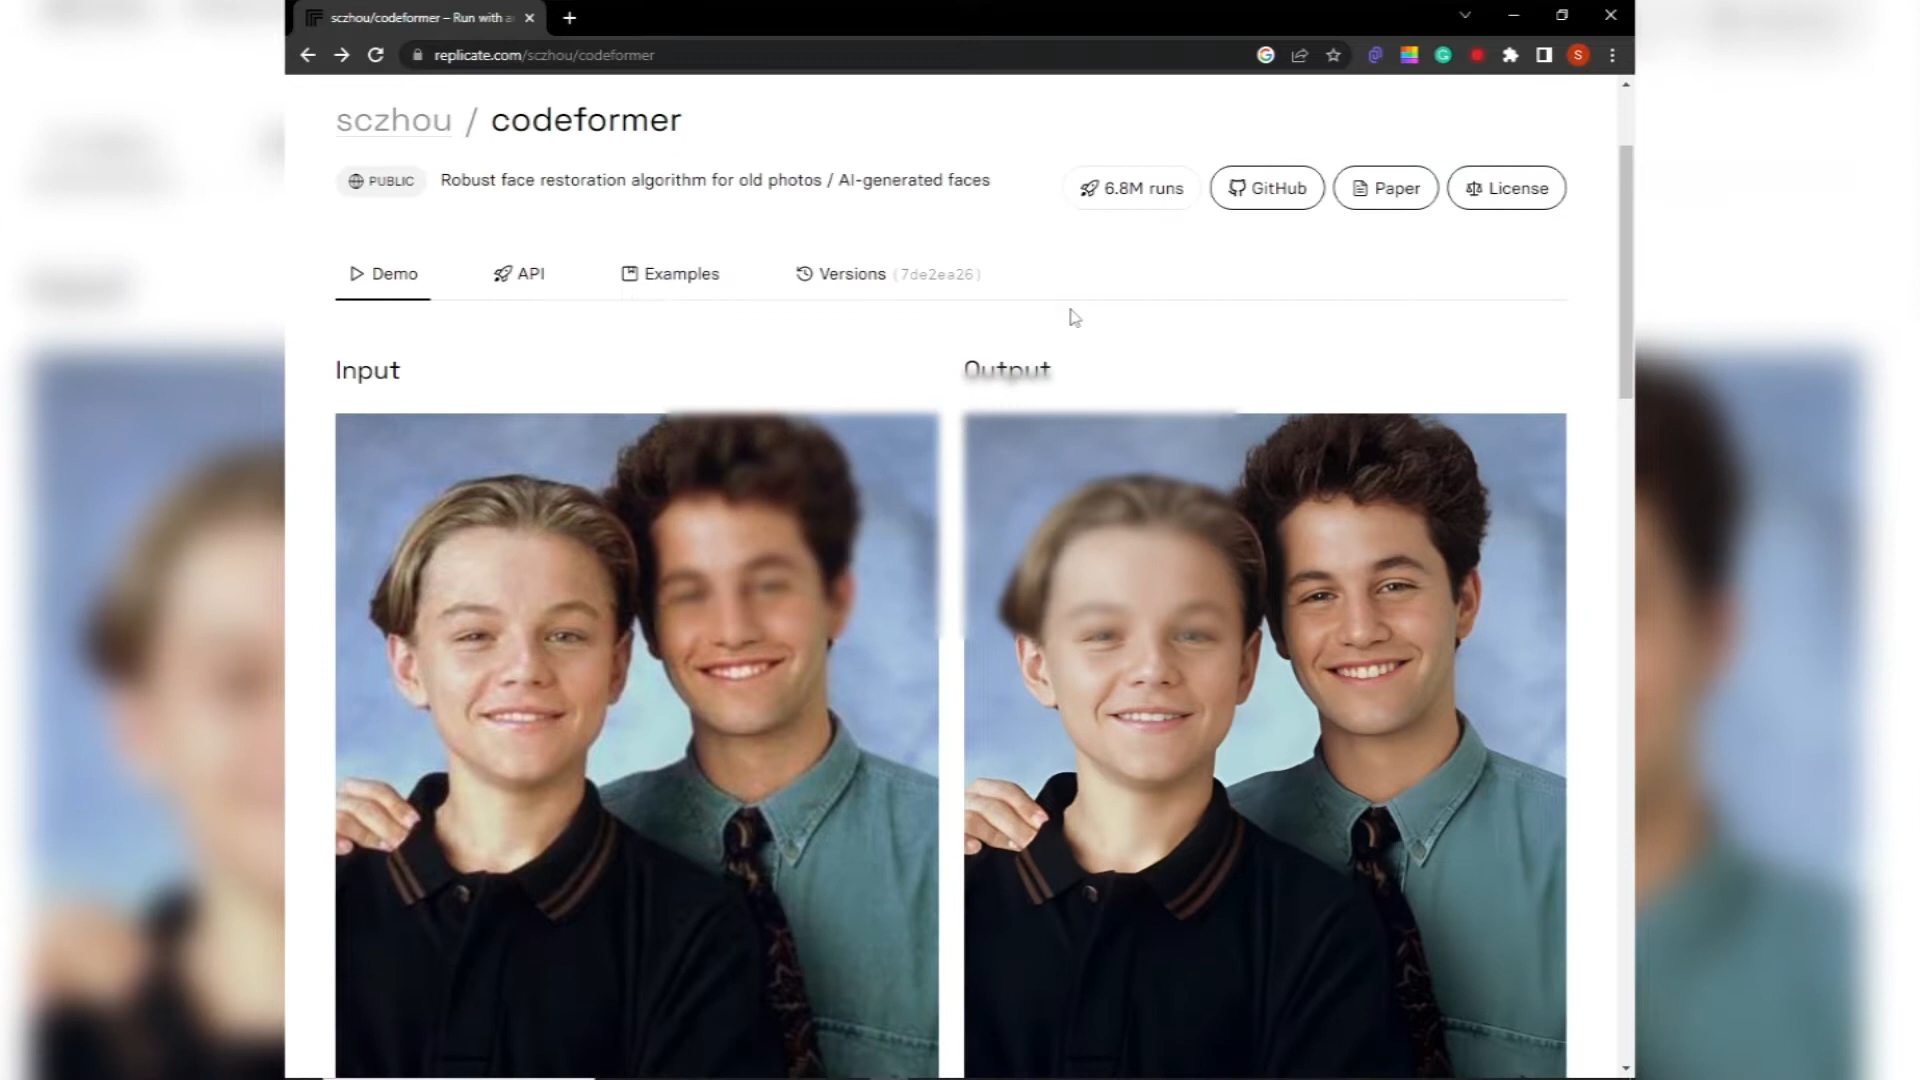 sczhou/codeformer – Run with a
replicate.com/sczhou/codeformer
S
sczhou / codeformer
PUBLIC
Robust face restoration algorithm for old photos / AI-generated faces
6.8M runs
GitHub
Paper
License
Demo
API
Examples
Versions (7de2ea26)
Input
Output